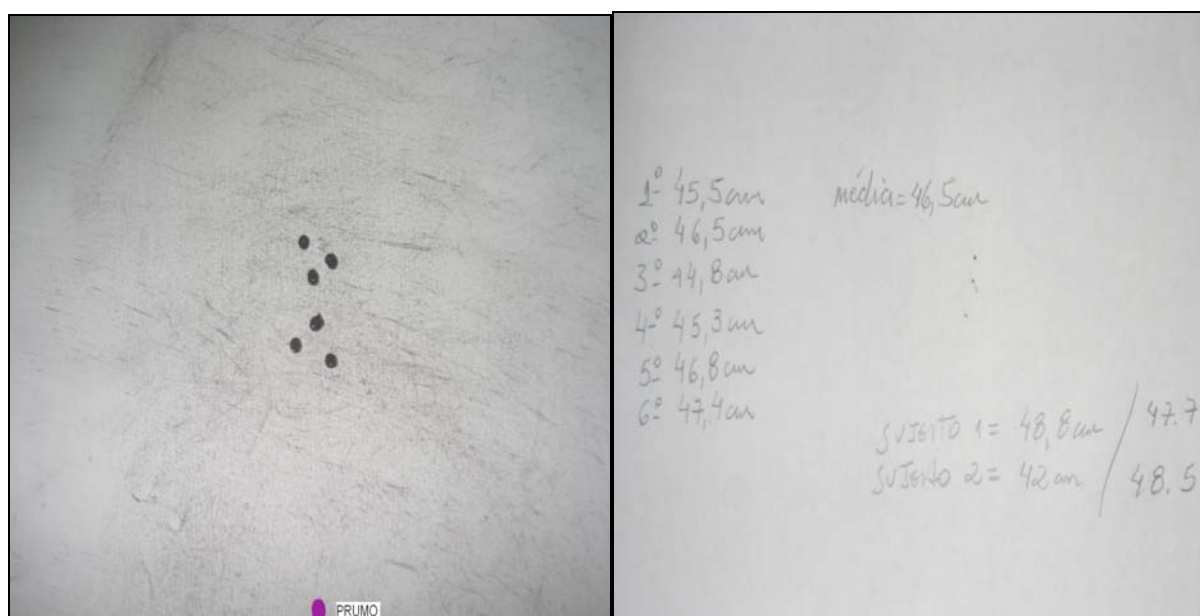 PRUMO
1º 45,5cm
média=46,5cm
2º 46,5cm
3º 44,8cm
4º 45,3cm
5º 46,8cm
6º 47,4cm
SUJEITO 1 = 48,8cm / 47.7
SUJEITO 2 = 42cm / 48.5